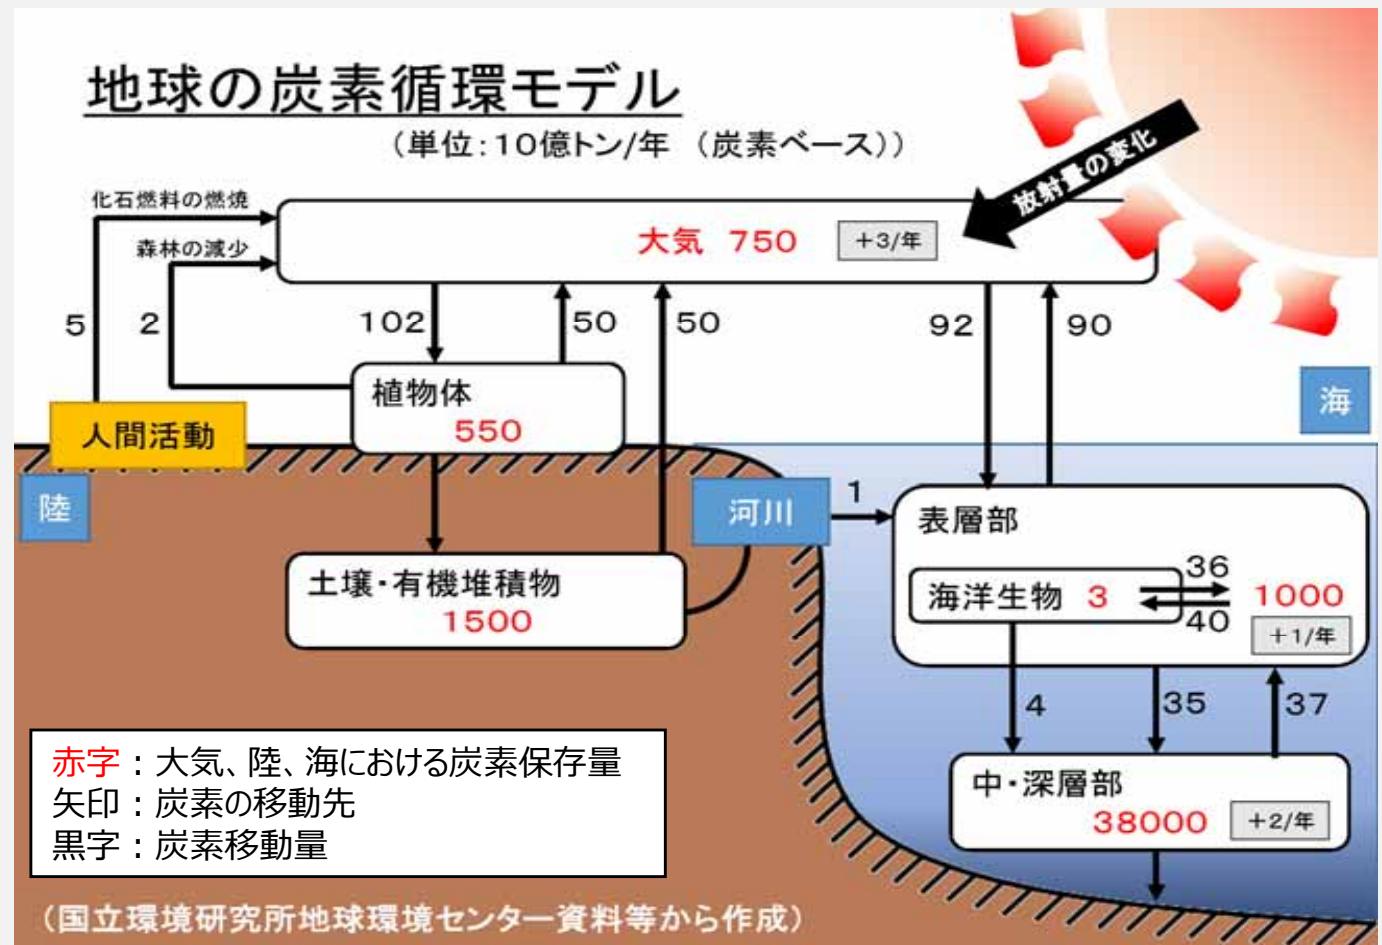 地球の炭素循環モデル
（単位：10億トン/年 （炭素ベース））
放射量の変化
化石燃料の燃焼
森林の減少
大気 750
＋3/年
5
2
102
50
50
92
90
海
植物体
550
人間活動
陸
河川
1
表層部
土壌・有機堆積物
1500
海洋生物 3
36
40
1000
＋1/年
4
35
37
中・深層部
38000
＋2/年
赤字：大気、陸、海における炭素保存量
矢印：炭素の移動先
黒字：炭素移動量
（国立環境研究所地球環境センター資料等から作成）